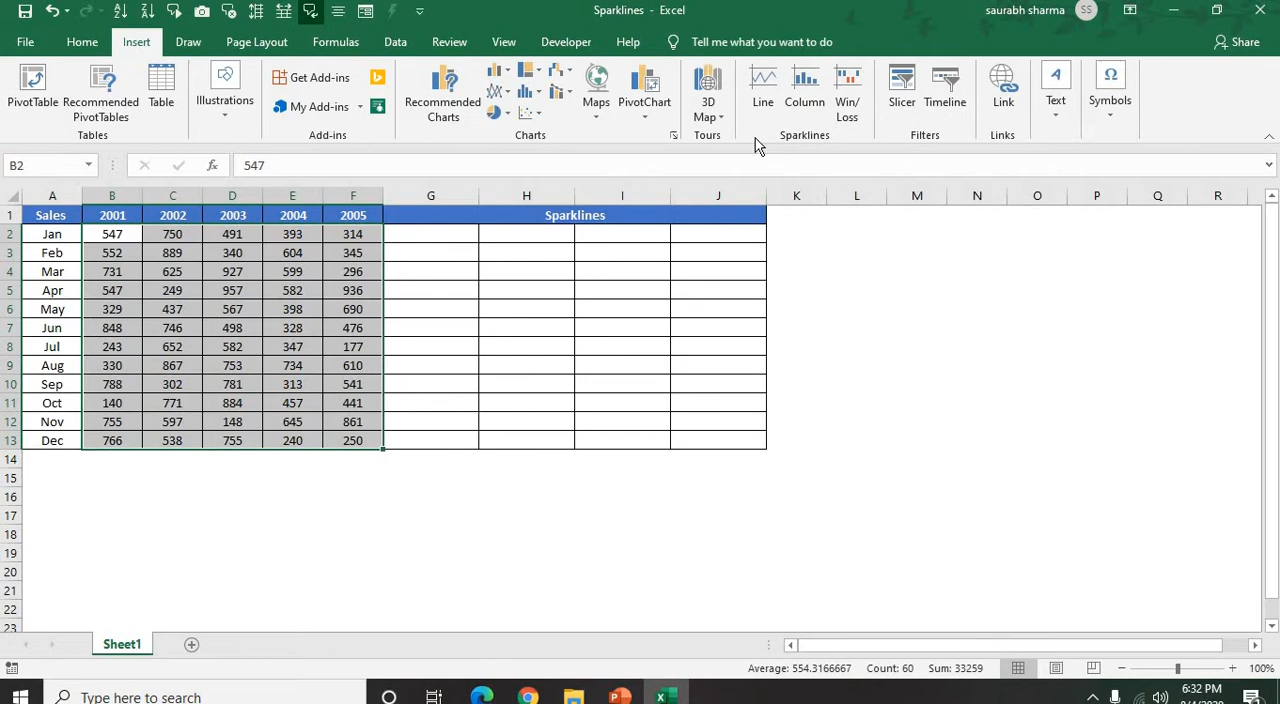 Sparklines - Excel
saurabh sharma SS
File Home Insert Draw Page Layout Formulas Data Review View Developer Help Tell me what you want to do Share
PivotTable Recommended PivotTables Table Illustrations Get Add-ins My Add-ins Recommended Charts Maps PivotChart 3D Map Line Column Win/Loss Slicer Timeline Link Text Symbols
Tables Add-ins Charts Tours Sparklines Filters Links
B2 fx 547
A B C D E F G H I J K L M N O P Q R
1 Sales 2001 2002 2003 2004 2005 Sparklines
2 Jan 547 750 491 393 314
3 Feb 552 889 340 604 345
4 Mar 731 625 927 599 296
5 Apr 547 249 957 582 936
6 May 329 437 567 398 690
7 Jun 848 746 498 328 476
8 Jul 243 652 582 347 177
9 Aug 330 867 753 734 610
10 Sep 788 302 781 313 541
11 Oct 140 771 884 457 441
12 Nov 755 597 148 645 861
13 Dec 766 538 755 240 250
14
15
16
17
18
19
20
21
22
23
Sheet1
Average: 554.3166667 Count: 60 Sum: 33259 100%
Type here to search
6:32 PM